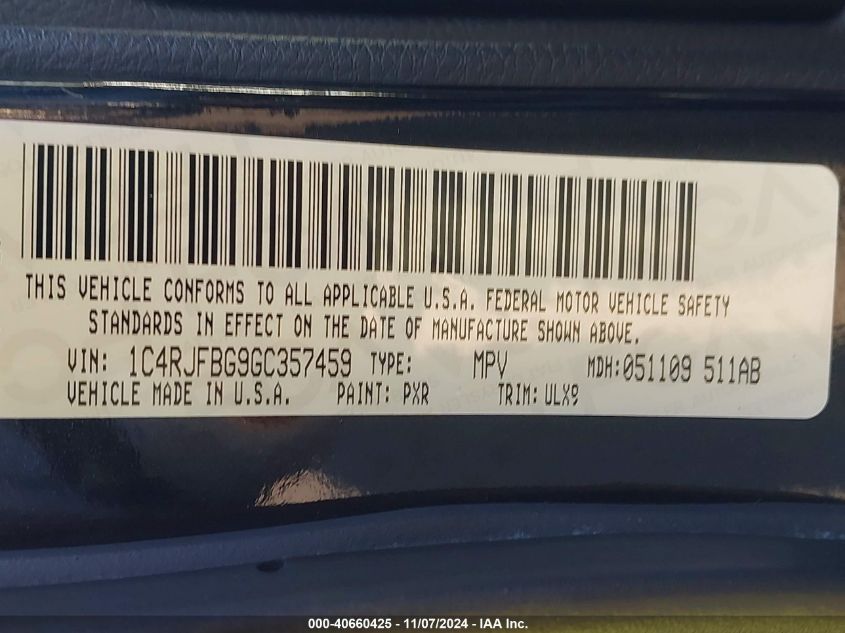 THIS VEHICLE CONFORMS TO ALL APPLICABLE U.S.A. FEDERAL MOTOR VEHICLE SAFETY
STANDARDS IN EFFECT ON THE DATE OF MANUFACTURE SHOWN ABOVE.
VIN: 1C4RJFBG9GC357459 TYPE: MPV MDH:051109 511AB
VEHICLE MADE IN U.S.A. PAINT: PXR TRIM: ULX9
000-40660425 - 11/07/2024 - IAA Inc.